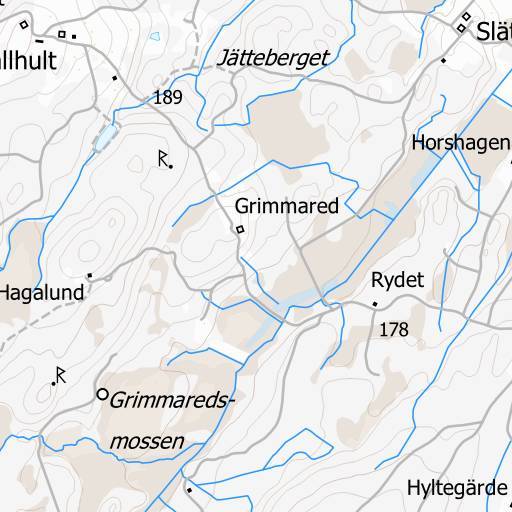 Jätteberget
189
Horshagen
R
Grimmared
Hagalund
Rydet
178
R
Grimmareds-
mossen
Hyltegärde